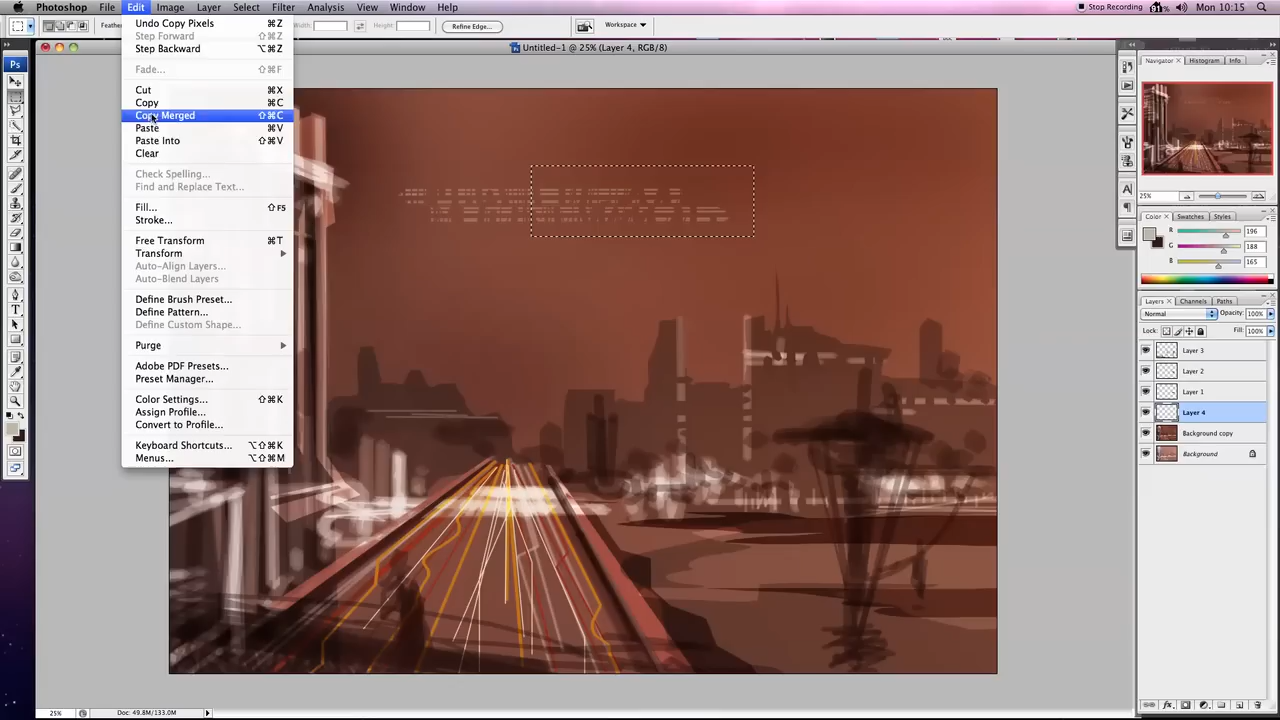 Photoshop File Edit Image Layer Select Filter Analysis View Window Help Stop Recording Mon 10:15
Width: Height: Refine Edge... Workspace
Untitled-1 @ 25% (Layer 4, RGB/8)
Undo Copy Pixels ⌘Z
Step Forward ⇧⌘Z
Step Backward ⌥⌘Z
Fade... ⇧⌘F
Cut ⌘X
Copy ⌘C
Copy Merged ⇧⌘C
Paste ⌘V
Paste Into ⇧⌘V
Clear
Check Spelling...
Find and Replace Text...
Fill... ⇧F5
Stroke...
Free Transform ⌘T
Transform
Auto-Align Layers...
Auto-Blend Layers
Define Brush Preset...
Define Pattern...
Define Custom Shape...
Purge
Adobe PDF Presets...
Preset Manager...
Color Settings... ⇧⌘K
Assign Profile...
Convert to Profile...
Keyboard Shortcuts... ⌥⇧⌘K
Menus... ⌥⇧⌘M
Ps
Navigator × Histogram Info
25%
Color × Swatches Styles
R 196
G 188
B 165
Layers × Channels Paths
Normal Opacity: 100%
Lock: Fill: 100%
Layer 3
Layer 2
Layer 1
Layer 4
Background copy
Background
25% Doc: 49.8M/133.0M